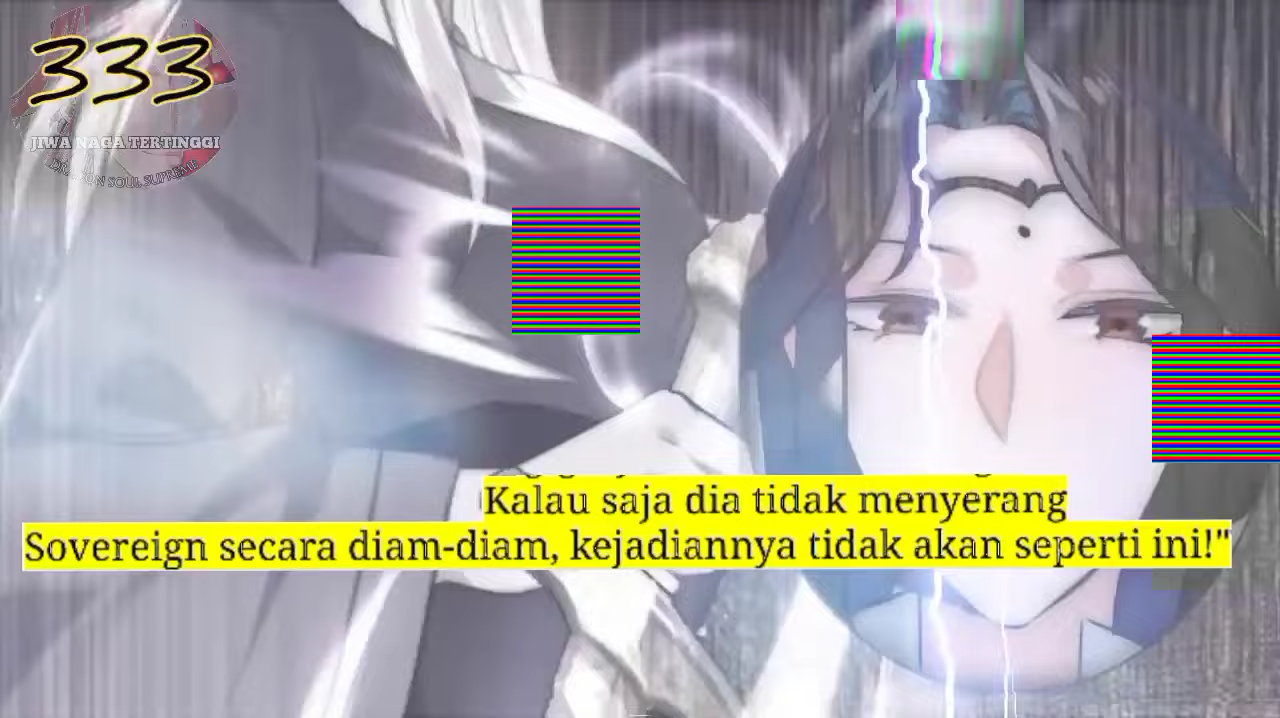 333
JIWA NAGA TERTINGGI
Kalau saja dia tidak menyerang
Sovereign secara diam-diam, kejadiannya tidak akan seperti ini!"